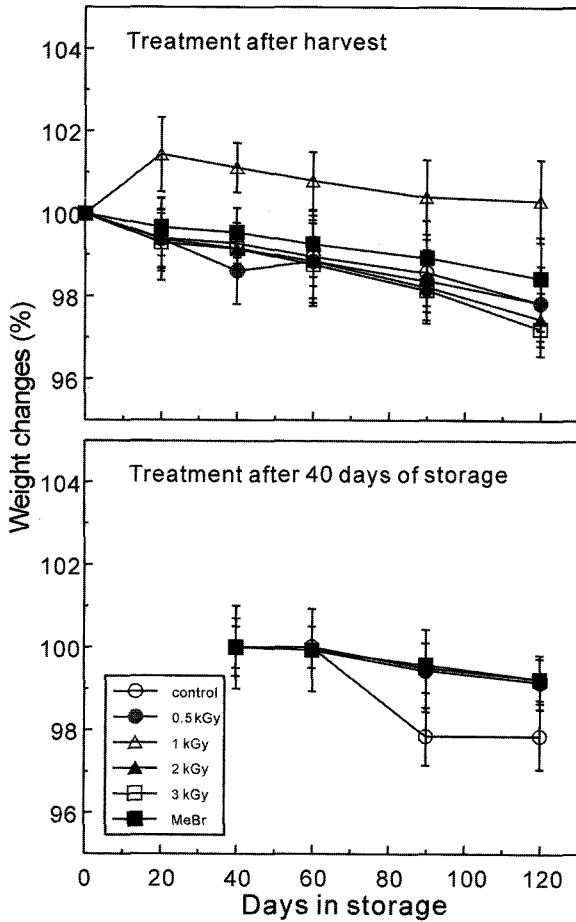 Treatment after harvest
104
102
100
98
96
Weight changes (%)
Treatment after 40 days of storage
104
102
100
98
96
control
0.5 kGy
1 kGy
2 kGy
3 kGy
MeBr
0 20 40 60 80 100 120
Days in storage